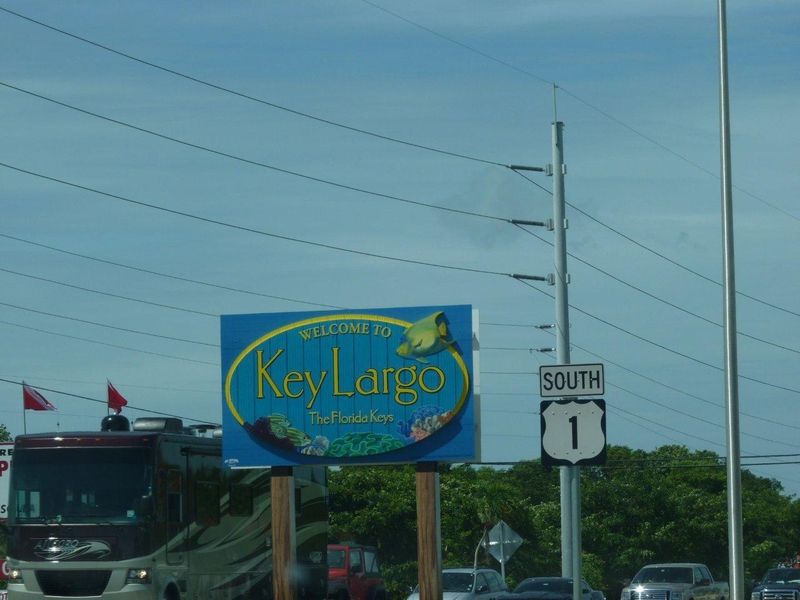 WELCOME TO
Key Largo
The Florida Keys
SOUTH
1